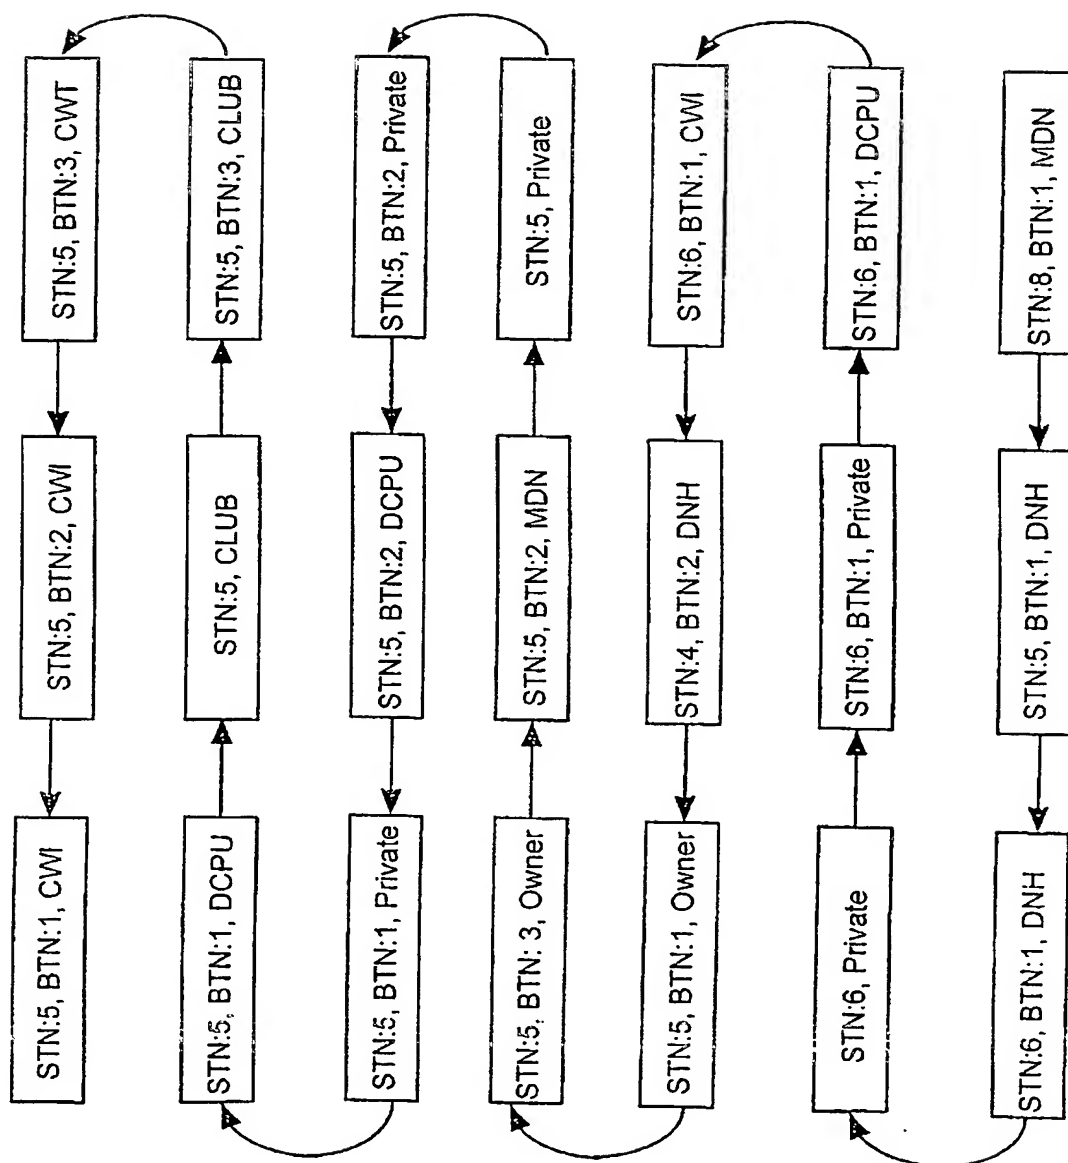 STN:5, BTN:1, CWI
STN:5, BTN:2, CWI
STN:5, BTN:3, CWT
STN:5, BTN:1, DCPU
STN:5, CLUB
STN:5, BTN:3, CLUB
STN:5, BTN:1, Private
STN:5, BTN:2, DCPU
STN:5, BTN:2, Private
STN:5, BTN: 3, Owner
STN:5, BTN:2, MDN
STN:5, Private
STN:5, BTN:1, Owner
STN:4, BTN:2, DNH
STN:6, BTN:1, CWI
STN:6, Private
STN:6, BTN:1, Private
STN:6, BTN:1, DCPU
STN:6, BTN:1, DNH
STN:5, BTN:1, DNH
STN:8, BTN:1, MDN